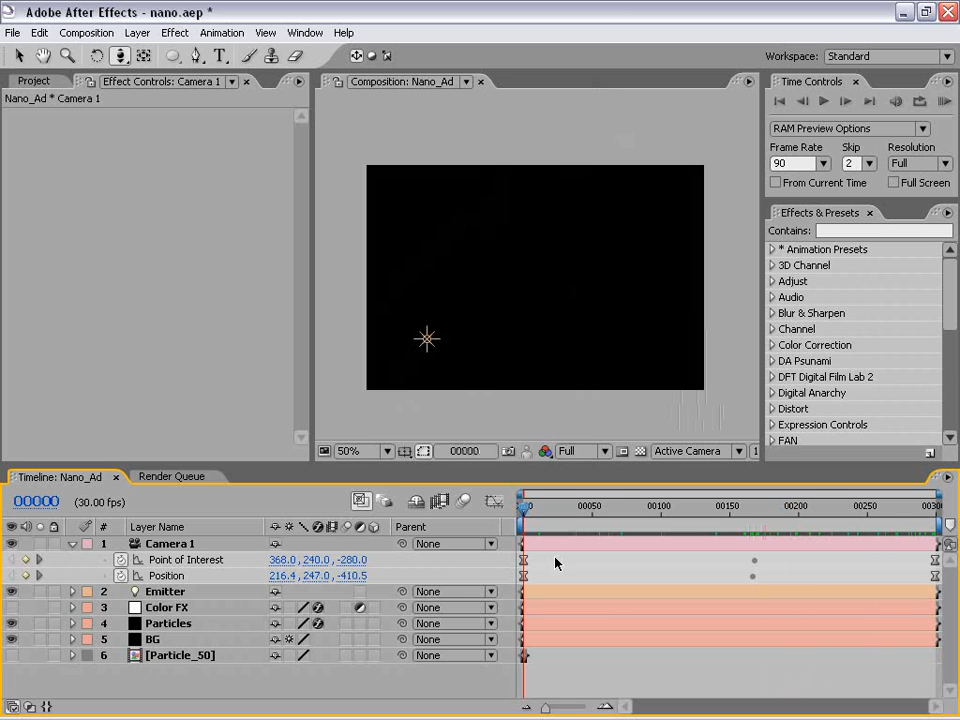 Adobe After Effects - nano.aep *
File Edit Composition Layer Effect Animation View Window Help
Workspace: Standard
Project Effect Controls: Camera 1 Composition: Nano_Ad Time Controls
Nano_Ad * Camera 1
RAM Preview Options
Frame Rate Skip Resolution
90 2 Full
From Current Time Full Screen
Effects & Presets
Contains:
* Animation Presets
3D Channel
Adjust
Audio
Blur & Sharpen
Channel
Color Correction
DA Psunami
DFT Digital Film Lab 2
Digital Anarchy
Distort
Expression Controls
FAN
50% 00000 Full Active Camera 1
Timeline: Nano_Ad Render Queue
00000 (30.00 fps)
0 00050 00100 00150 00200 00250 0030
# Layer Name Parent
1 Camera 1 None
Point of Interest 368.0, 240.0, -280.0
Position 216.4, 247.0, -410.5
2 Emitter None
3 Color FX None
4 Particles None
5 BG None
6 [Particle_50] None